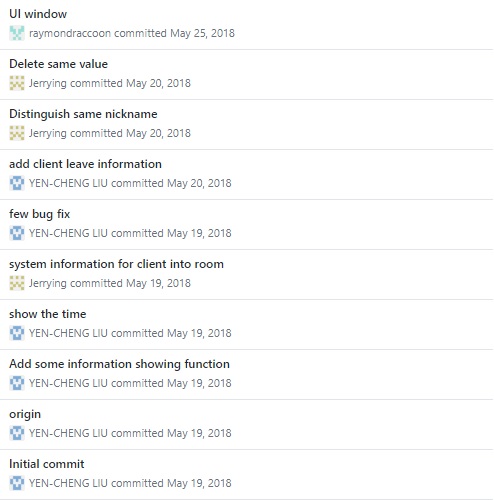 UI window
raymondraccoon committed May 25, 2018
Delete same value
Jerrying committed May 20, 2018
Distinguish same nickname
Jerrying committed May 20, 2018
add client leave information
YEN-CHENG LIU committed May 20, 2018
few bug fix
YEN-CHENG LIU committed May 19, 2018
system information for client into room
Jerrying committed May 19, 2018
show the time
YEN-CHENG LIU committed May 19, 2018
Add some information showing function
YEN-CHENG LIU committed May 19, 2018
origin
YEN-CHENG LIU committed May 19, 2018
Initial commit
YEN-CHENG LIU committed May 19, 2018